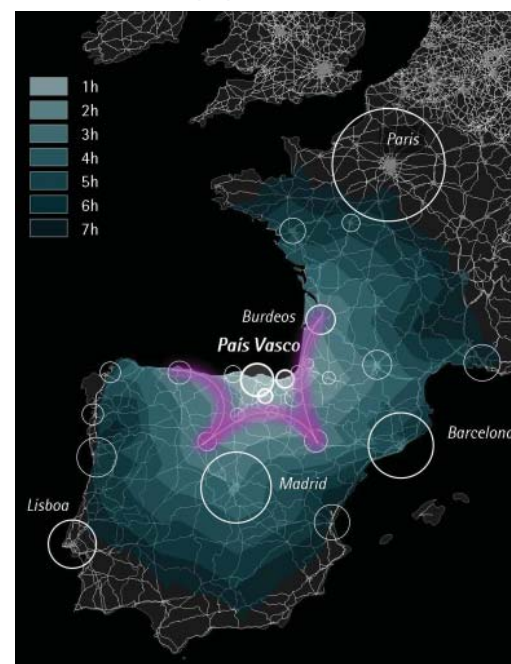 1h
2h
3h
4h
5h
6h
7h
Paris
Burdeos
País Vasco
Barcelona
Madrid
Lisboa